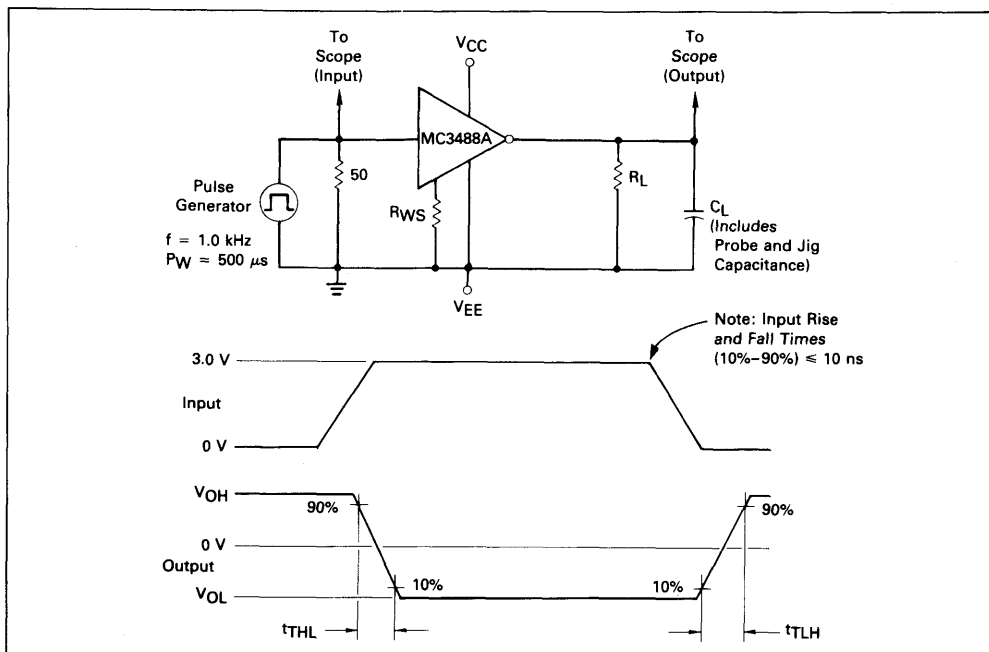 To
Scope
(Input)
VCC
To
Scope
(Output)
MC3488A
50
RL
Pulse
Generator
RWS
CL
(Includes
Probe and Jig
Capacitance)
f = 1.0 kHz
PW ≈ 500 μs
VEE
Note: Input Rise
and Fall Times
(10%–90%) ≤ 10 ns
3.0 V
Input
0 V
VOH
90%
90%
0 V
Output
10%
10%
VOL
tTHL
tTLH